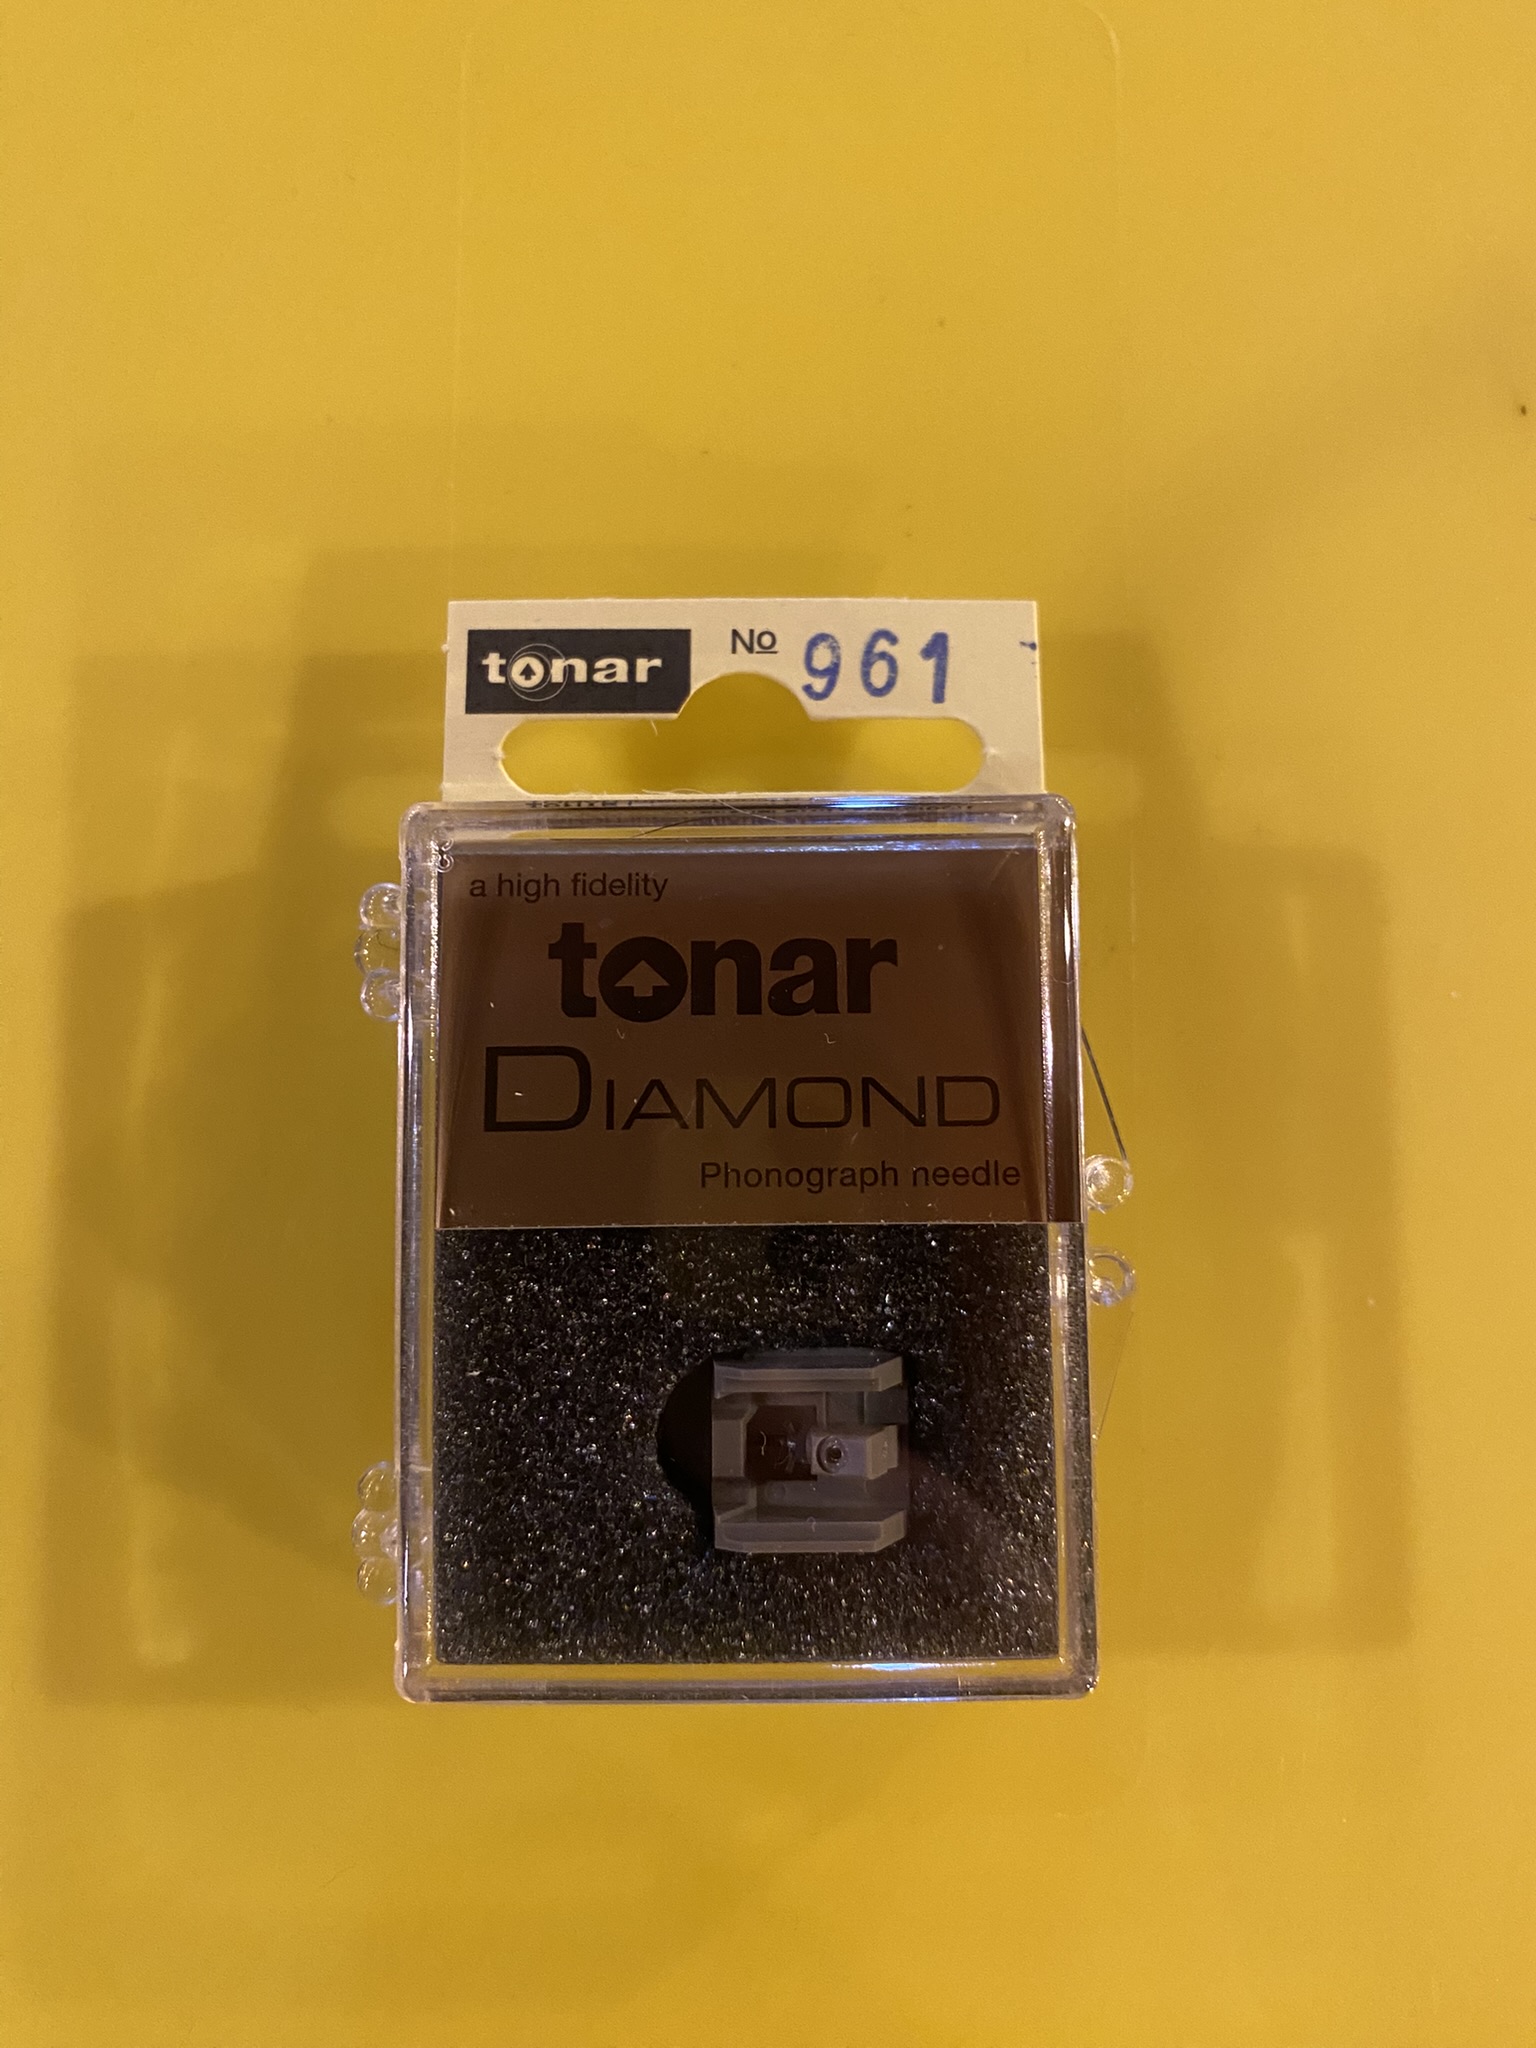 tonar № 961
a high fidelity
tonar
DIAMOND
Phonograph needle